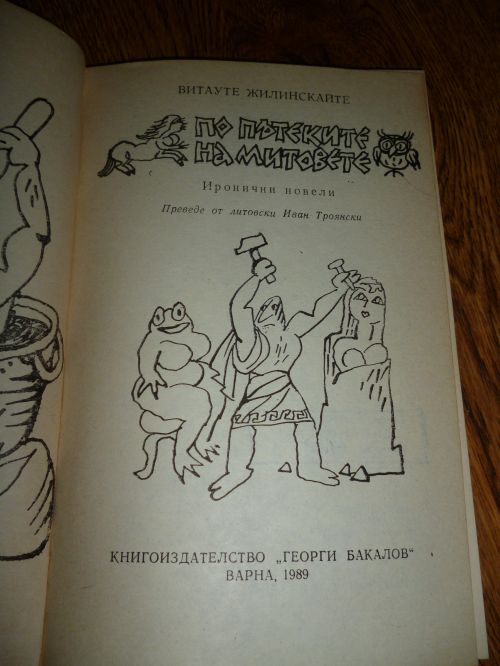 ВИТАУТЕ ЖИЛИНСКАЙТЕ
ПО ПЪТЕКИТЕ
НА МИТОВЕТЕ
Иронични новели
Преведе от литовски Иван Троянски
КНИГОИЗДАТЕЛСТВО „ГЕОРГИ БАКАЛОВ“
ВАРНА, 1989